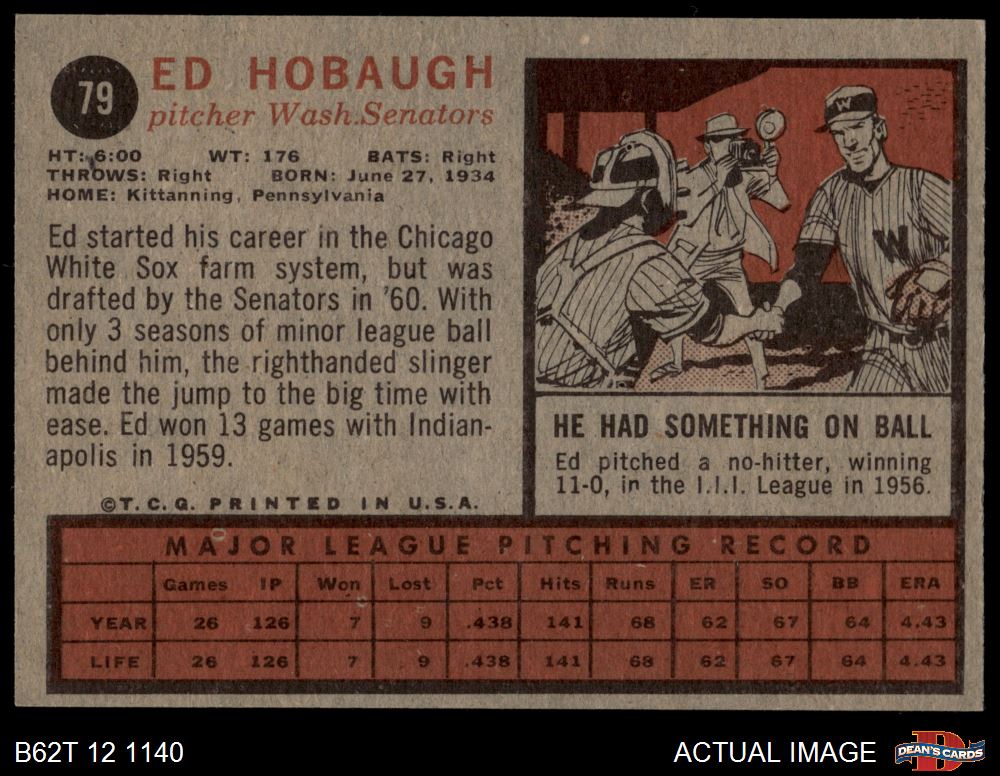 79
ED HOBAUGH
pitcher Wash.Senators
HT: 6:00 WT: 176 BATS: Right
THROWS: Right BORN: June 27, 1934
HOME: Kittanning, Pennsylvania
Ed started his career in the Chicago
White Sox farm system, but was
drafted by the Senators in '60. With
only 3 seasons of minor league ball
behind him, the righthanded slinger
made the jump to the big time with
ease. Ed won 13 games with Indian-
apolis in 1959.
©T.C.G. PRINTED IN U.S.A.
W
W
HE HAD SOMETHING ON BALL
Ed pitched a no-hitter, winning
11-0, in the I.I.I. League in 1956.
MAJOR LEAGUE PITCHING RECORD
Games IP Won Lost Pct Hits Runs ER SO BB ERA
YEAR 26 126 7 9 .438 141 68 62 67 64 4.43
LIFE 26 126 7 9 .438 141 68 62 67 64 4.43
B62T 12 1140
ACTUAL IMAGE
D
DEAN'S CARDS